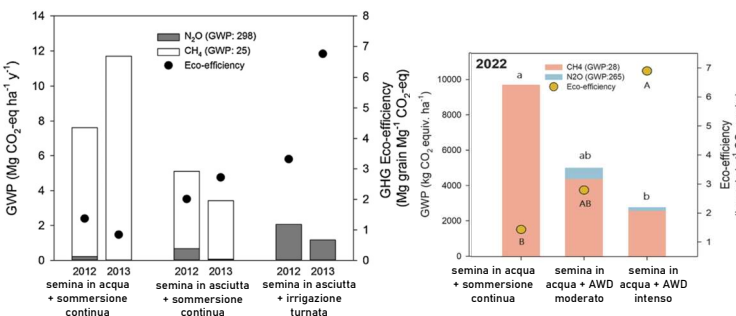 14
12
10
8
6
4
2
0
GWP (Mg CO₂-eq ha⁻¹ y⁻¹)
N₂O (GWP: 298)
CH₄ (GWP: 25)
Eco-efficiency
8
7
6
5
4
3
2
1
0
GHG Eco-efficiency
(Mg grain Mg⁻¹ CO₂-eq)
2012 2013
semina in acqua
+ sommersione
continua
2012 2013
semina in asciutta
+ sommersione
continua
2012 2013
semina in asciutta
+ irrigazione
turnata
2022
CH4 (GWP:28)
N2O (GWP:265)
Eco-efficiency
10000
8000
6000
4000
2000
0
GWP (kg CO₂ equiv. ha⁻¹)
a
ab
b
A
AB
B
7
6
5
4
3
2
1
Eco-efficiency
semina in acqua
+ sommersione
continua
semina in
acqua + AWD
moderato
semina in
acqua + AWD
intenso